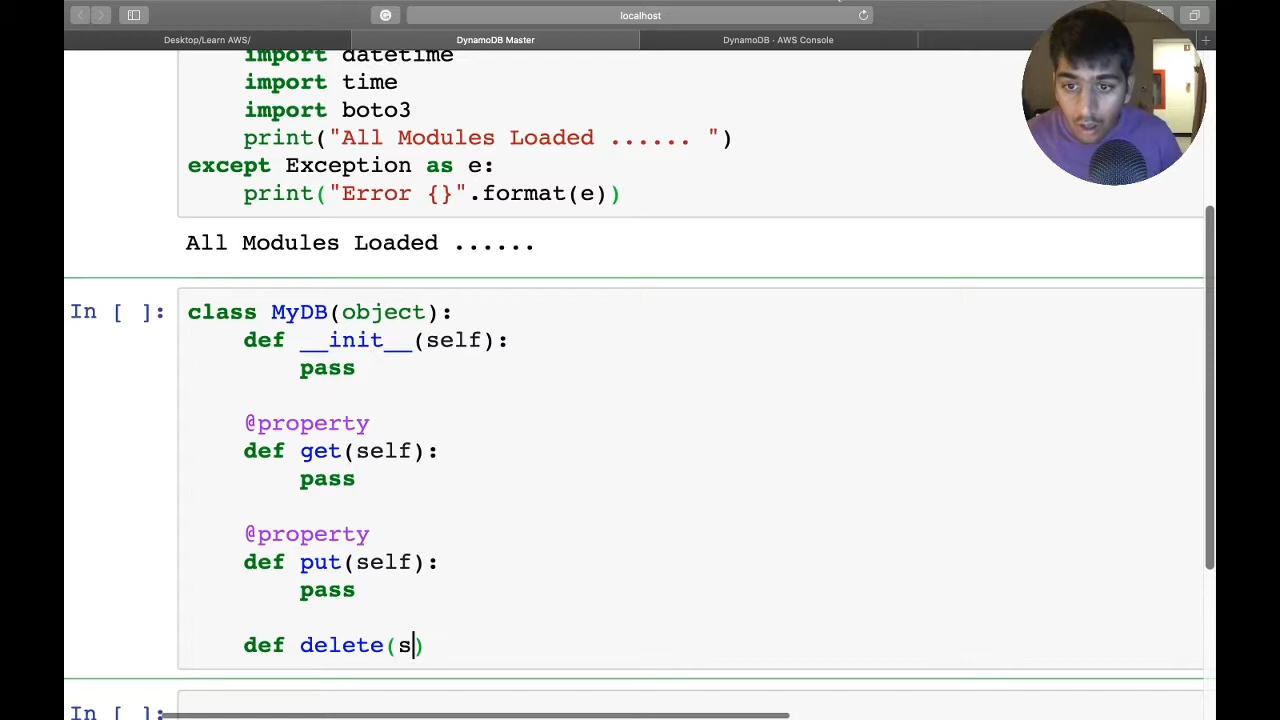 localhost
Desktop/Learn AWS/
DynamoDB Master
DynamoDB · AWS Console
import datetime
import time
import boto3
print("All Modules Loaded ...... ")
except Exception as e:
print("Error {}".format(e))
All Modules Loaded ......
In [ ]:
class MyDB(object):
def __init__(self):
pass
@property
def get(self):
pass
@property
def put(self):
pass
def delete(s)
In [ ]: